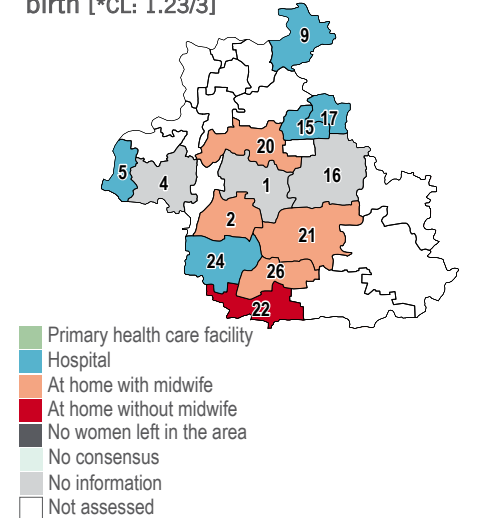 birth [*CL: 1.23/3]
9
15 17
20
5
4
1
16
2
21
24
26
22
Primary health care facility
Hospital
At home with midwife
At home without midwife
No women left in the area
No consensus
No information
Not assessed